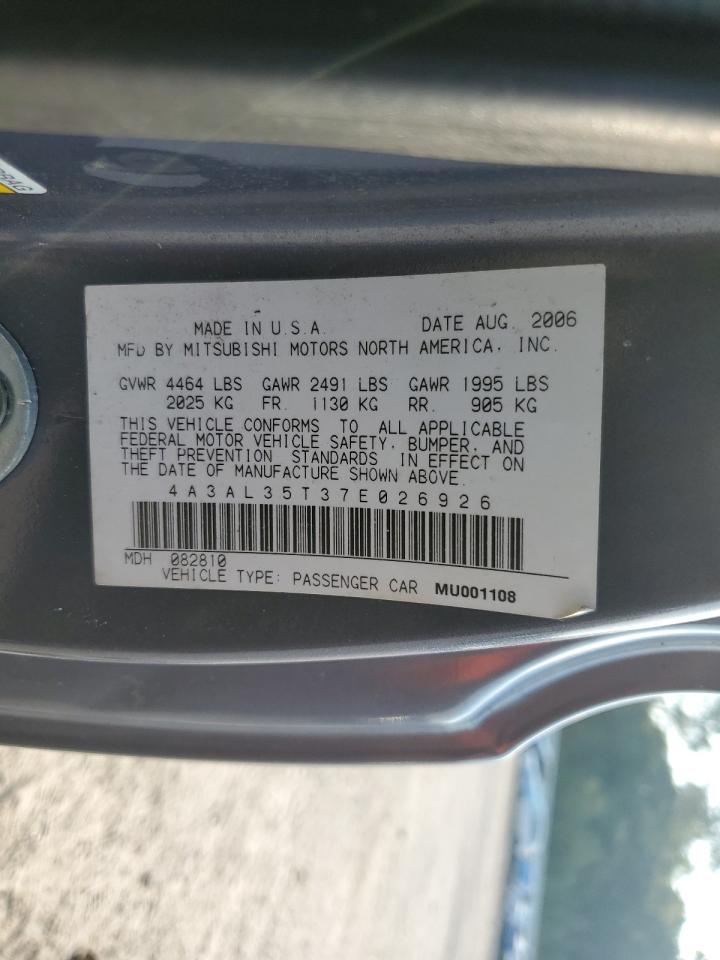 MADE IN U.S.A. DATE AUG. 2006
MFD BY MITSUBISHI MOTORS NORTH AMERICA, INC.
GVWR 4464 LBS GAWR 2491 LBS GAWR 1995 LBS
2025 KG FR. 1130 KG RR. 905 KG
THIS VEHICLE CONFORMS TO ALL APPLICABLE
FEDERAL MOTOR VEHICLE SAFETY, BUMPER, AND
THEFT PREVENTION STANDARDS IN EFFECT ON
THE DATE OF MANUFACTURE SHOWN ABOVE.
4A3AL35T37E026926
MDH 082810
VEHICLE TYPE: PASSENGER CAR MU001108